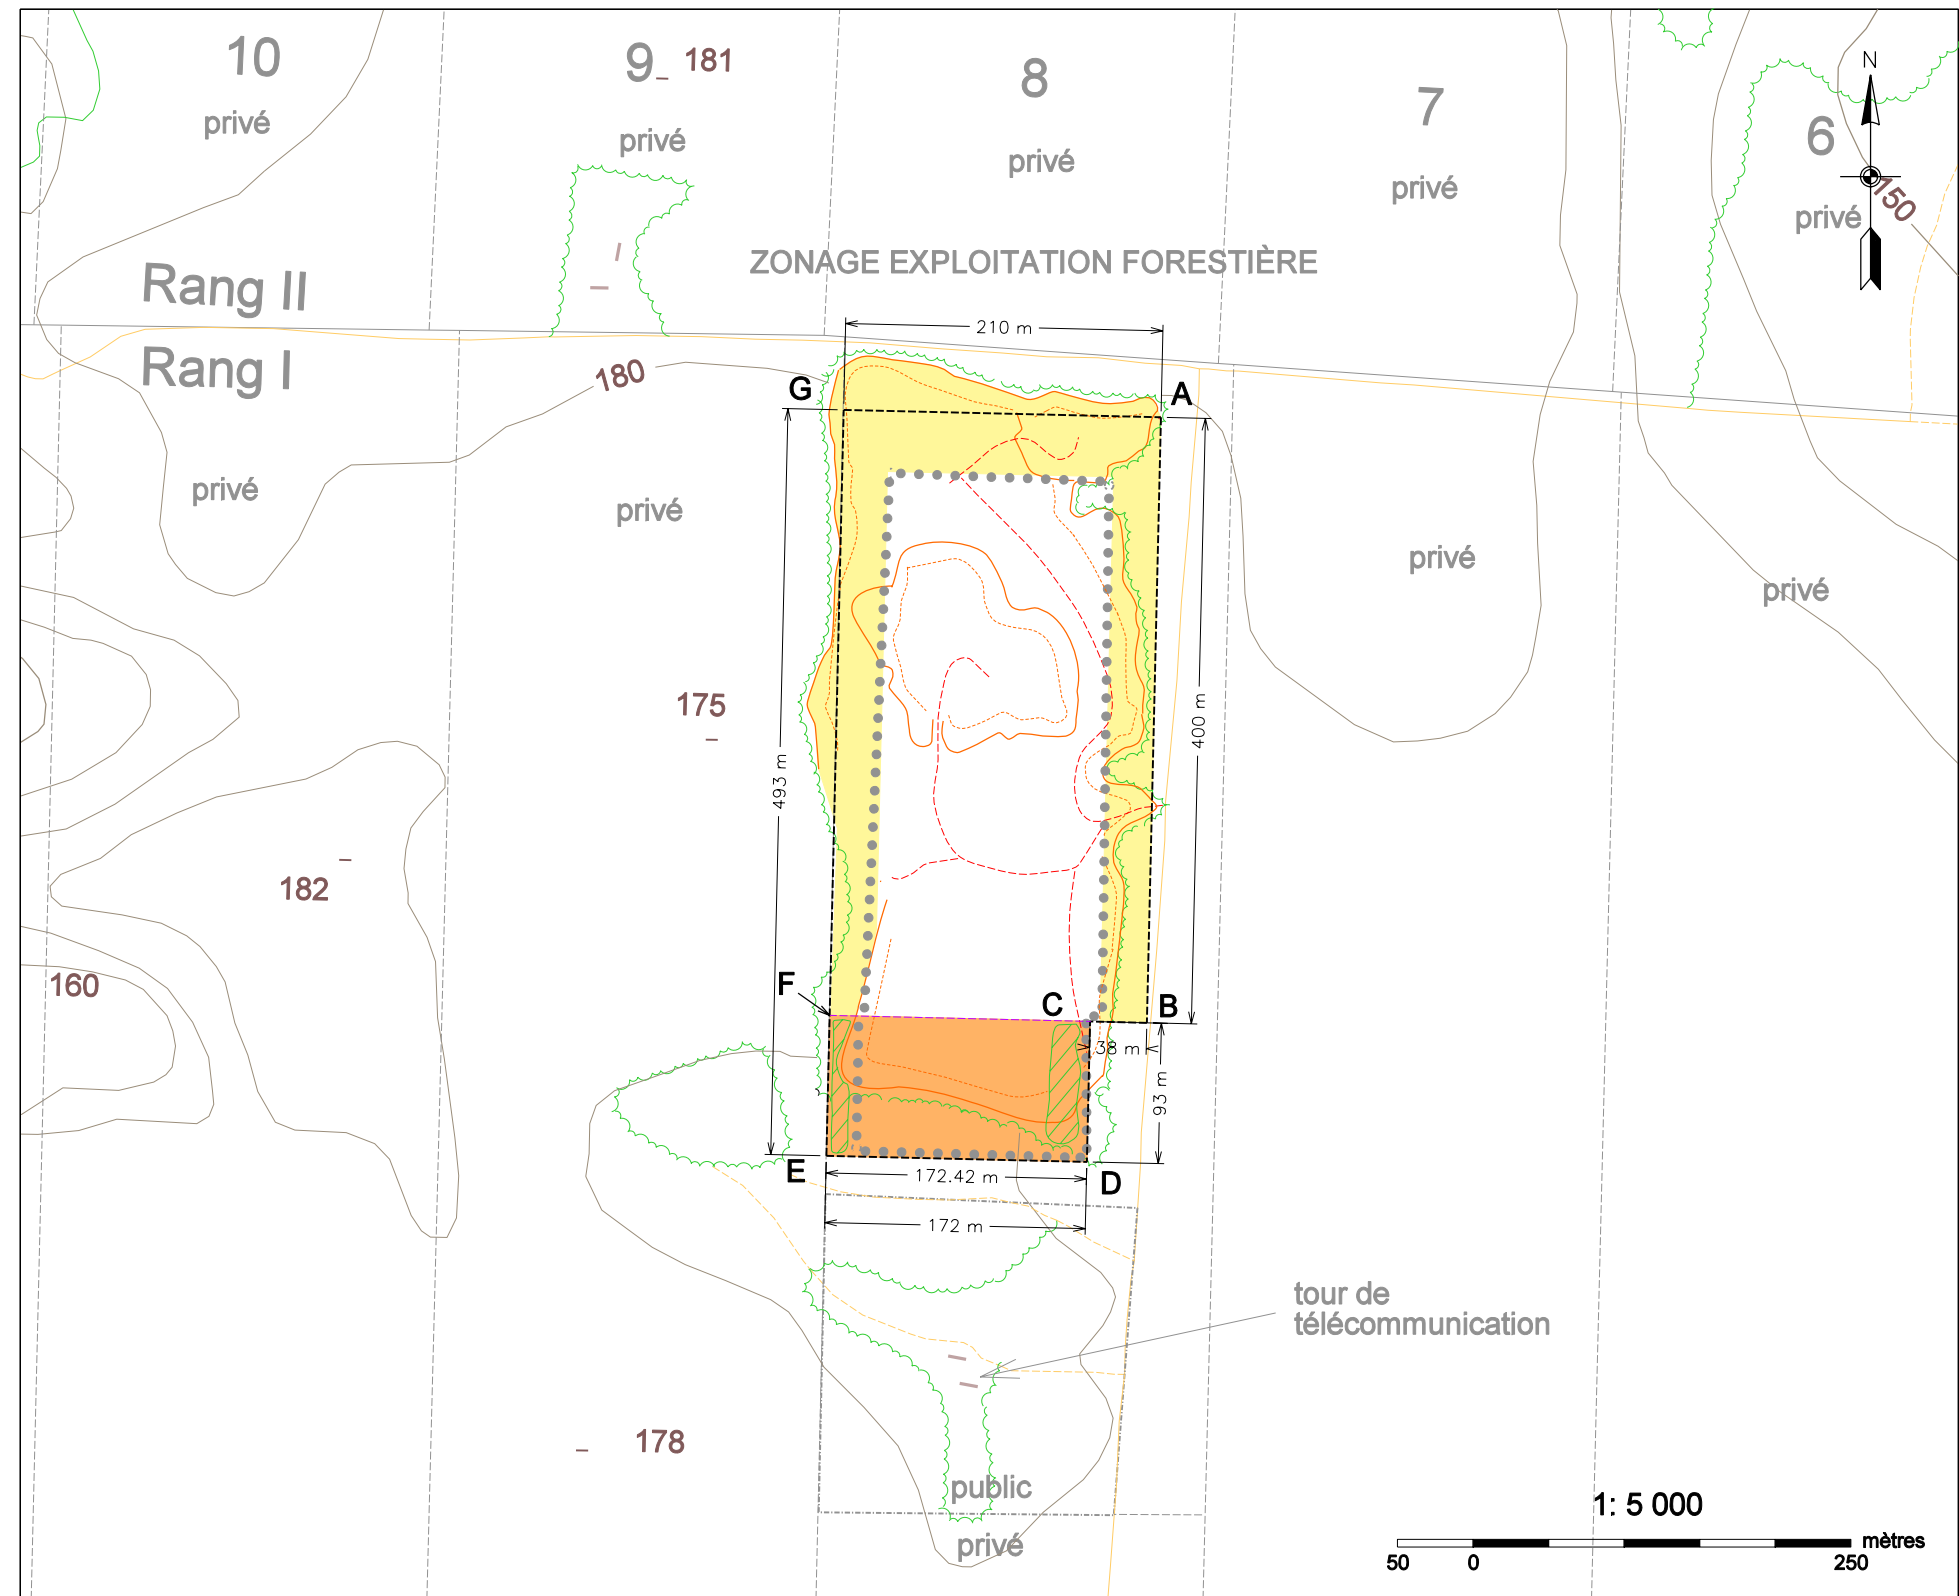 10
9
181
8
7
6
N
privé
privé
privé
privé
privé
150
ZONAGE EXPLOITATION FORESTIÈRE
Rang II
Rang I
210 m
180
G
A
privé
privé
privé
privé
175
493 m
400 m
182
160
F
C
B
38 m
93 m
E
D
172.42 m
172 m
tour de
télécommunication
178
public
privé
1: 5 000
mètres
50
0
250